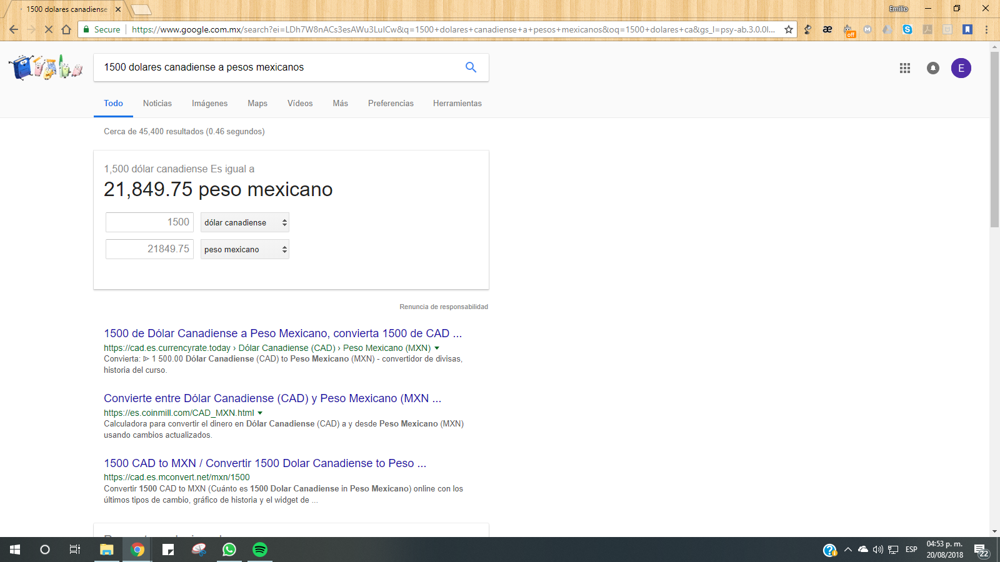 1500 dolares canadiense
Emilio
Secure
https://www.google.com.mx/search?ei=LDh7W8nACs3esAWu3LuICw&q=1500+dolares+canadiense+a+pesos+mexicanos&oq=1500+dolares+ca&gs_l=psy-ab.3.0.0l...
æ
off
M
1500 dolares canadiense a pesos mexicanos
E
Todo Noticias Imágenes Maps Vídeos Más Preferencias Herramientas
Cerca de 45,400 resultados (0.46 segundos)
1,500 dólar canadiense Es igual a
21,849.75 peso mexicano
1500 dólar canadiense
21849.75 peso mexicano
Renuncia de responsabilidad
1500 de Dólar Canadiense a Peso Mexicano, convierta 1500 de CAD ...
https://cad.es.currencyrate.today › Dólar Canadiense (CAD) › Peso Mexicano (MXN)
Convierta: ⩥ 1 500.00 Dólar Canadiense (CAD) to Peso Mexicano (MXN) - convertidor de divisas,
historia del curso.
Convierte entre Dólar Canadiense (CAD) y Peso Mexicano (MXN ...
https://es.coinmill.com/CAD_MXN.html
Calculadora para convertir el dinero en Dólar Canadiense (CAD) a y desde Peso Mexicano (MXN)
usando cambios actualizados.
1500 CAD to MXN / Convertir 1500 Dolar Canadiense to Peso ...
https://cad.es.mconvert.net/mxn/1500
Convertir 1500 CAD to MXN (Cuánto es 1500 Dolar Canadiense in Peso Mexicano) online con los
últimos tipos de cambio, gráfico de historia y el widget de ...
ESP
04:53 p. m.
20/08/2018
22